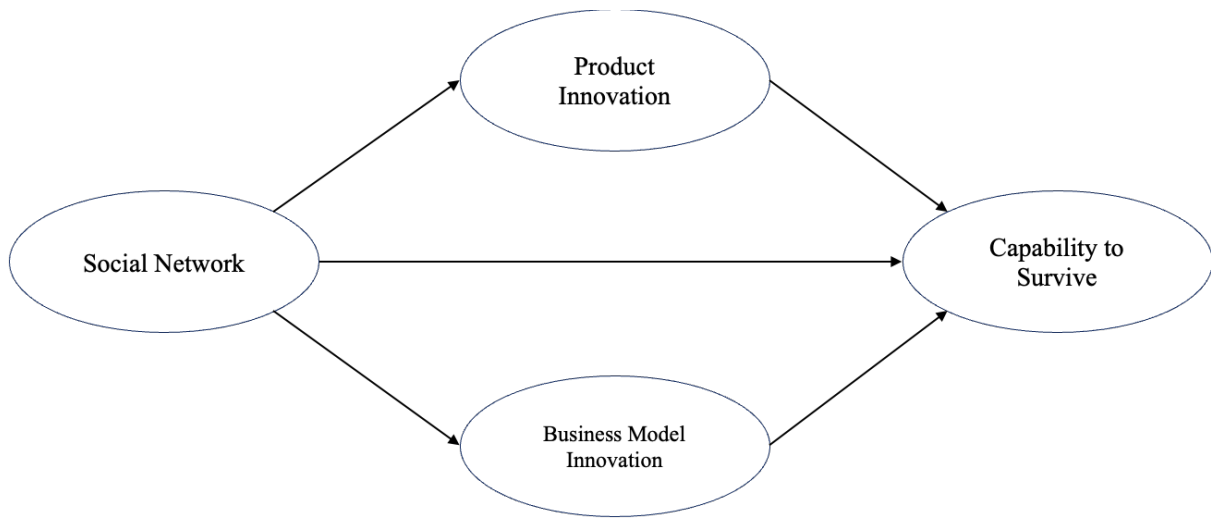 Product
Innovation
Social Network
Capability to
Survive
Business Model
Innovation